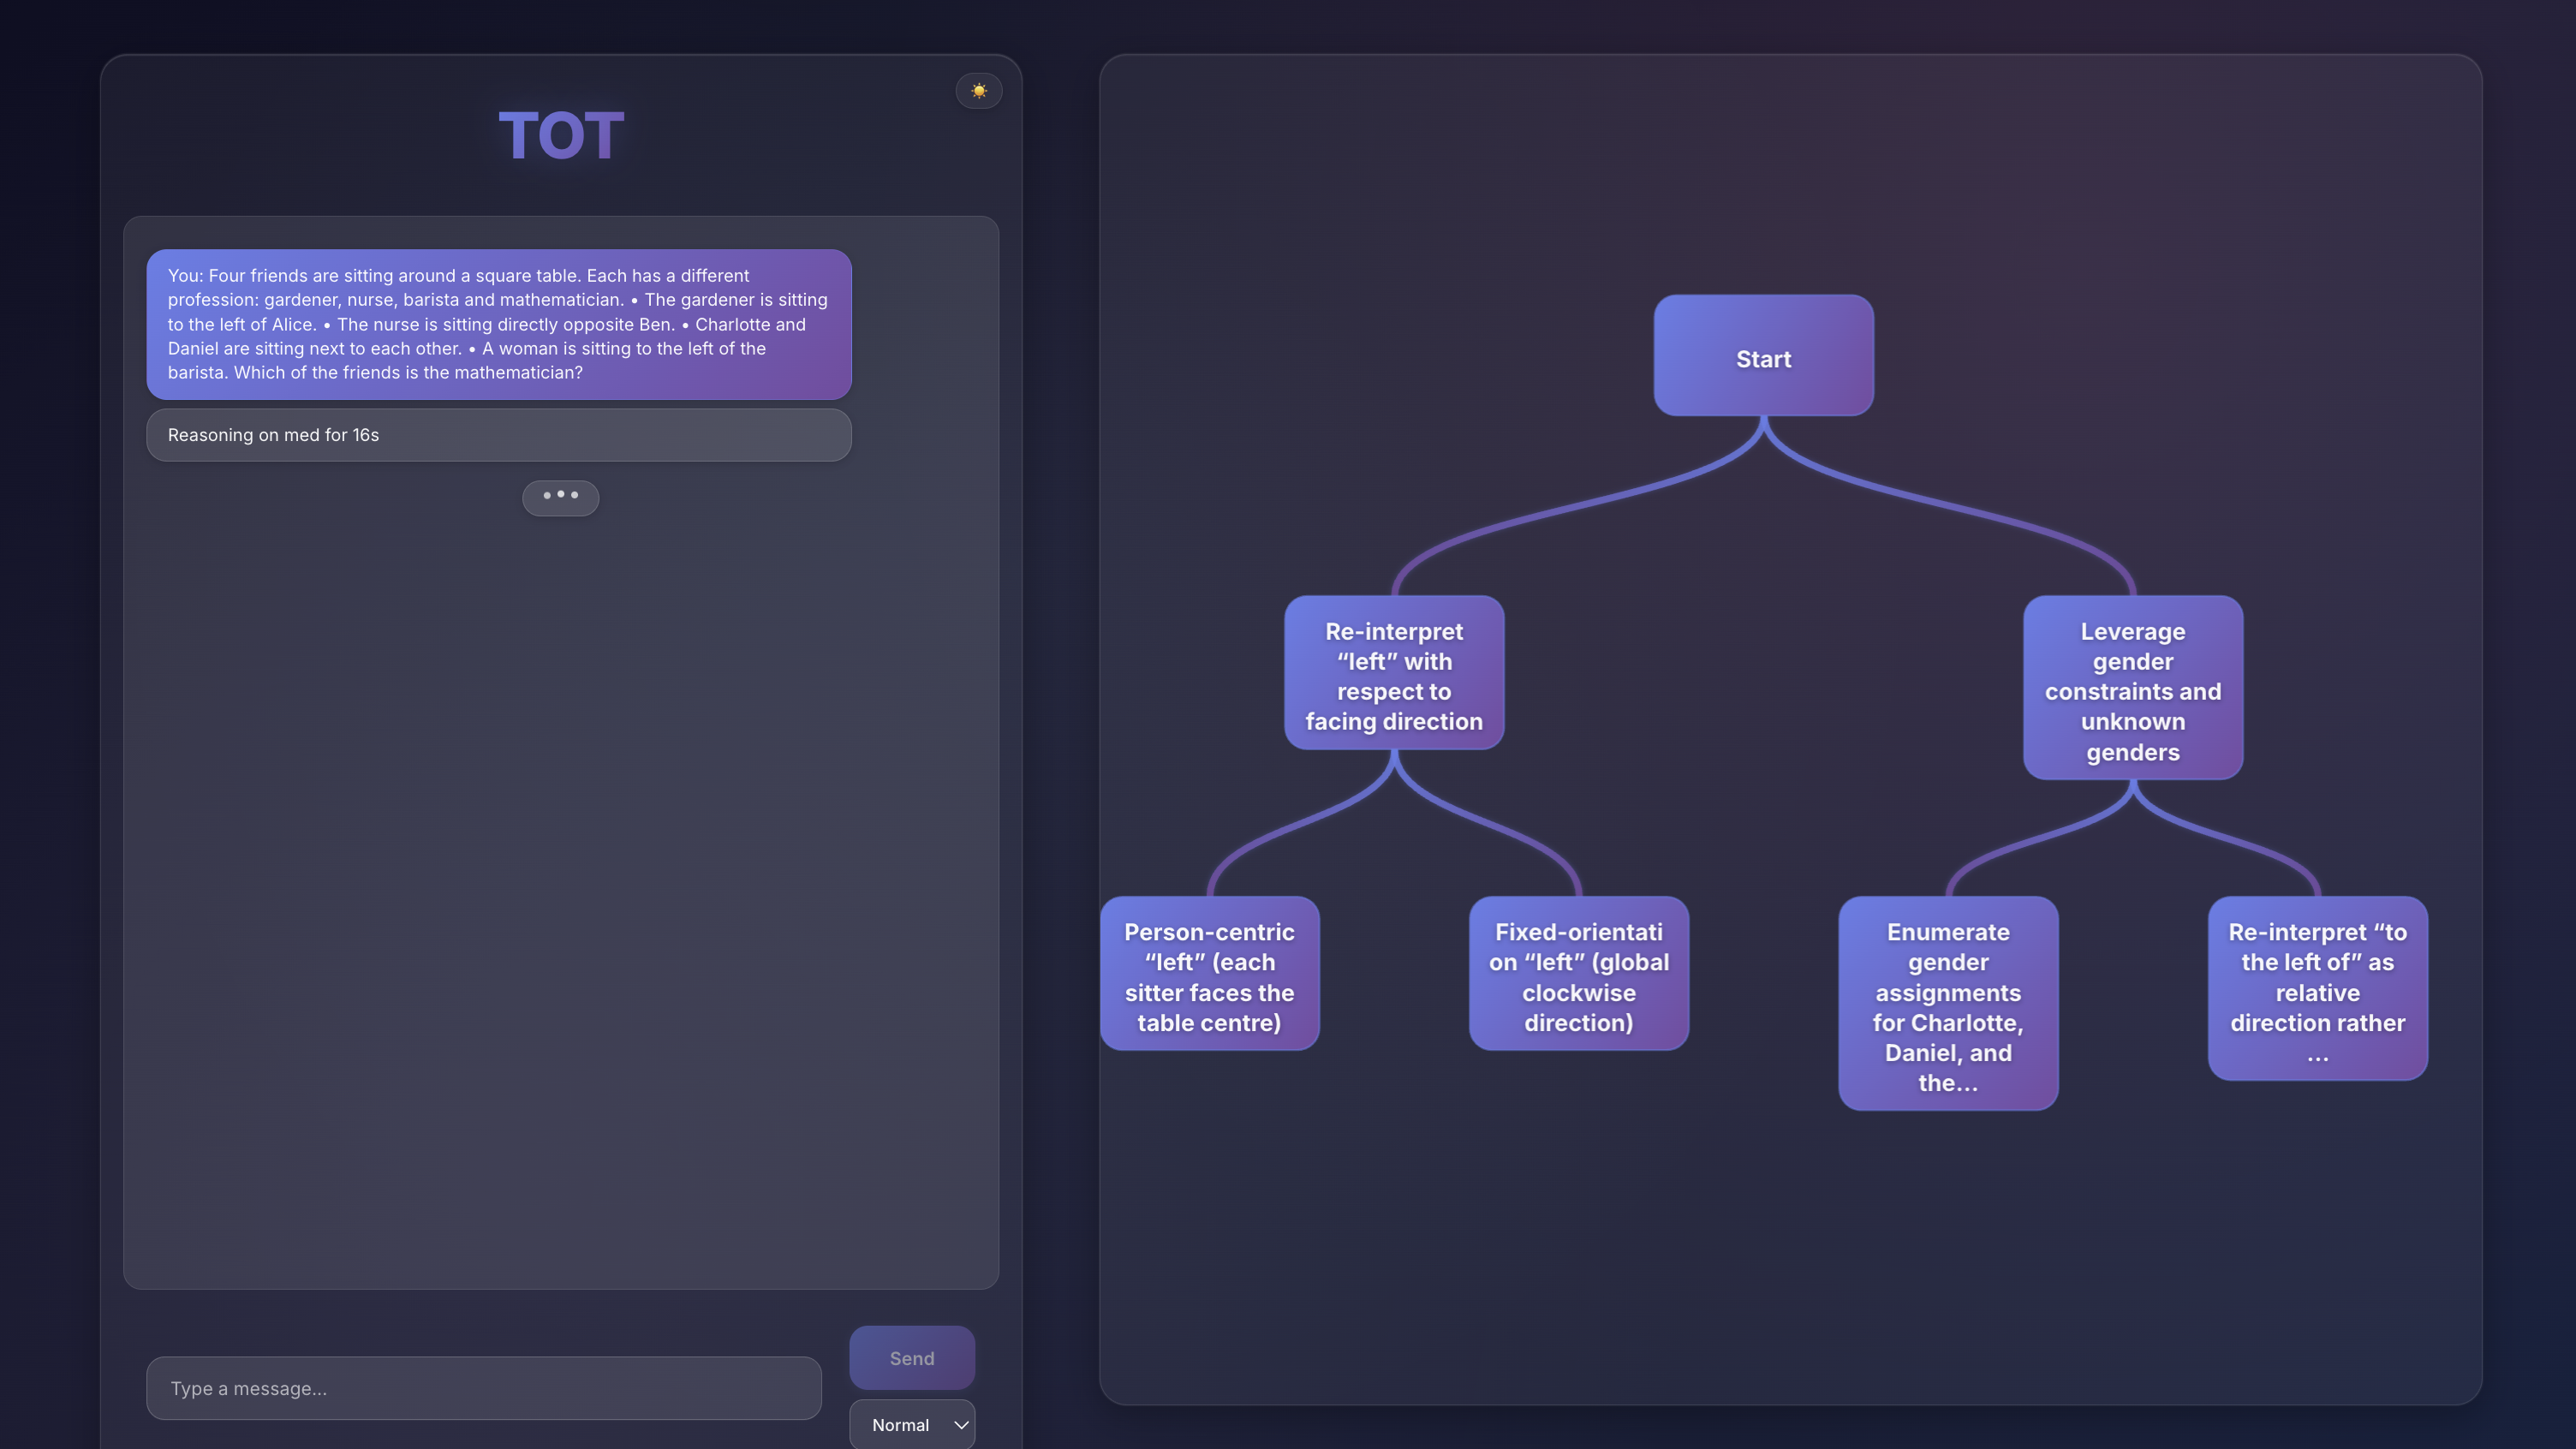 TOT
You: Four friends are sitting around a square table. Each has a different
profession: gardener, nurse, barista and mathematician. • The gardener is sitting
to the left of Alice. • The nurse is sitting directly opposite Ben. • Charlotte and
Daniel are sitting next to each other. • A woman is sitting to the left of the
barista. Which of the friends is the mathematician?
Reasoning on med for 16s
Type a message...
Send
Normal
Start
Re-interpret
“left” with
respect to
facing direction
Leverage
gender
constraints and
unknown
genders
Person-centric
“left” (each
sitter faces the
table centre)
Fixed-orientati
on “left” (global
clockwise
direction)
Enumerate
gender
assignments
for Charlotte,
Daniel, and
the...
Re-interpret “to
the left of” as
relative
direction rather
...